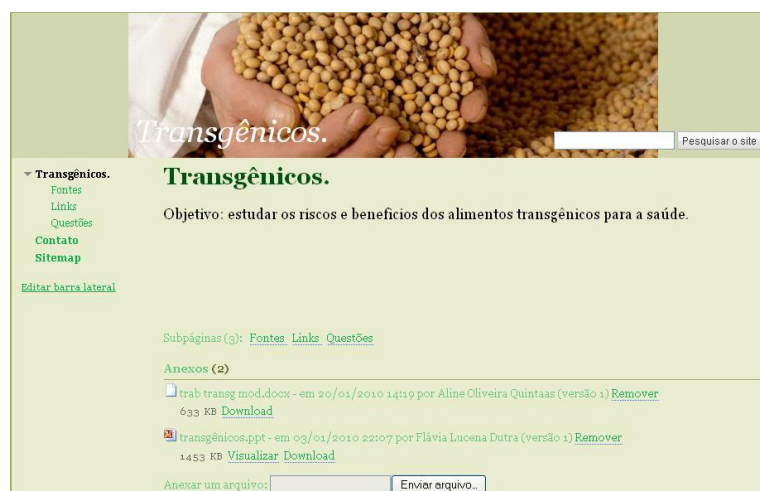 Transgênicos.
Pesquisar o site
Transgênicos.
Fontes
Links
Questões
Contato
Sitemap
Editar barra lateral
Transgênicos.
Objetivo: estudar os riscos e beneficios dos alimentos transgênicos para a saúde.
Subpáginas (3): Fontes Links Questões
Anexos (2)
trab transg mod.docx - em 20/01/2010 14:19 por Aline Oliveira Quintaas (versão 1) Remover
633 KB Download
transgênicos.ppt - em 03/01/2010 22:07 por Flávia Lucena Dutra (versão 1) Remover
1453 KB Visualizar Download
Anexar um arquivo: Enviar arquivo...